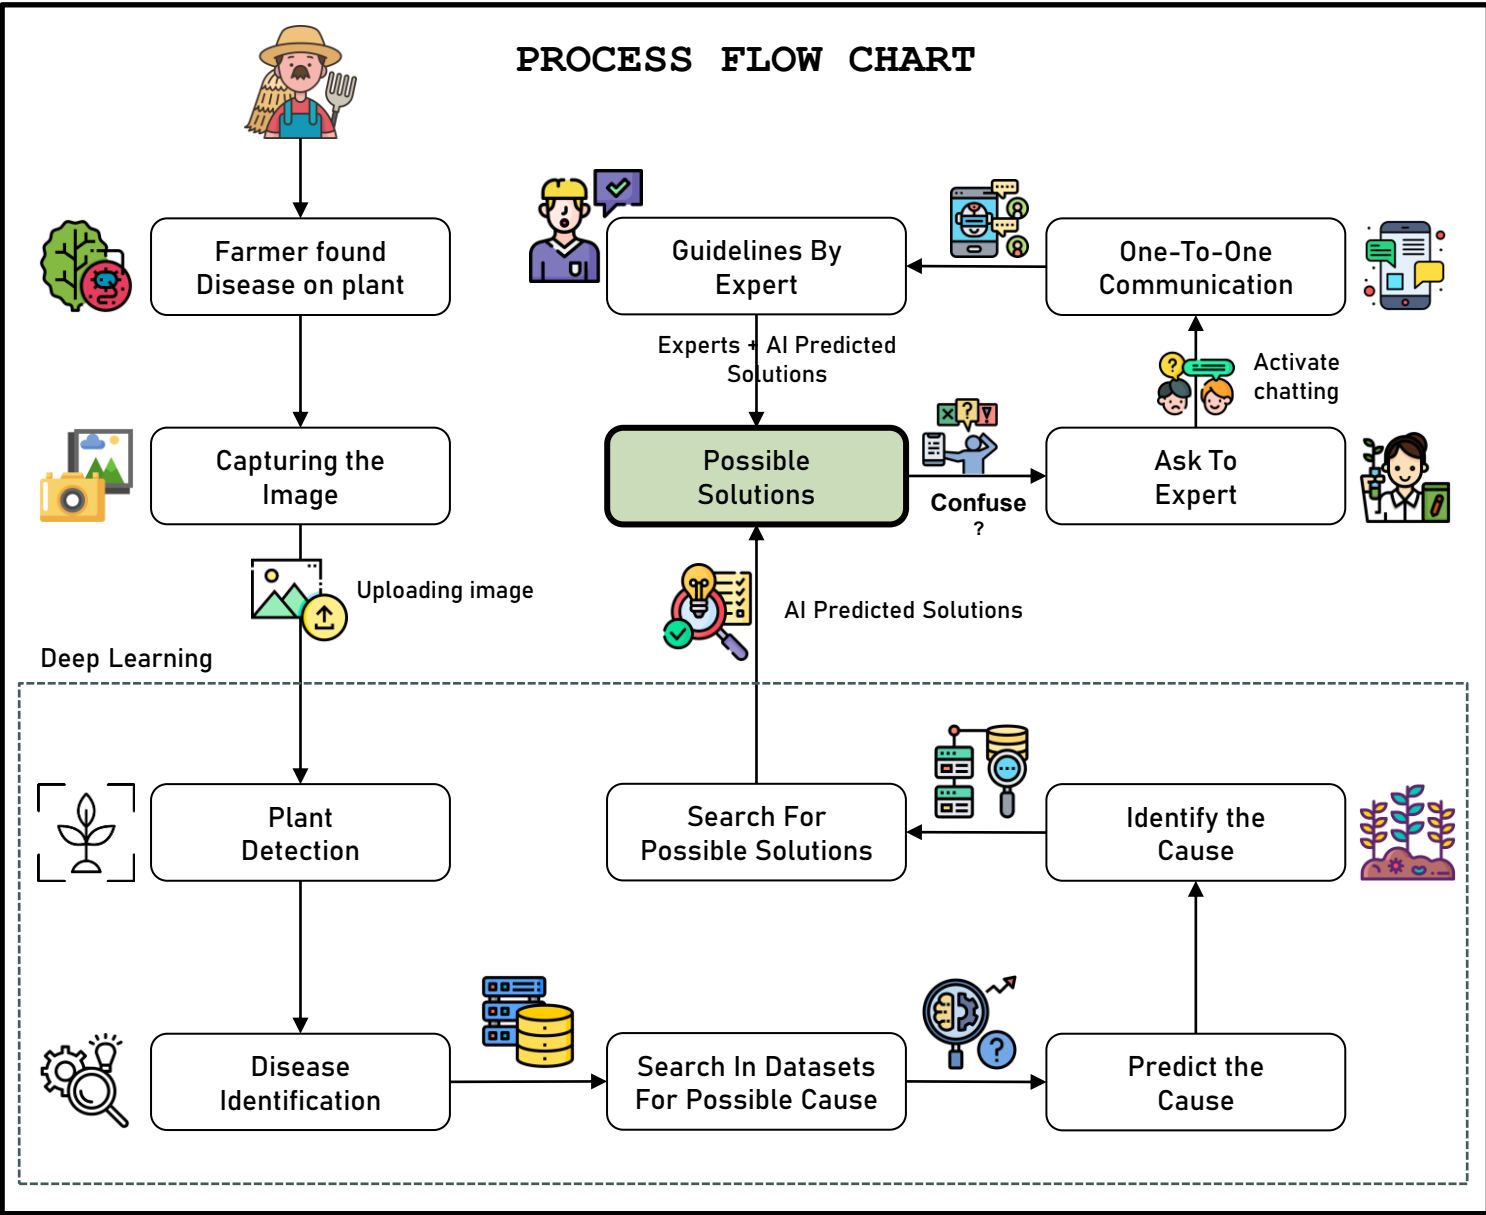 PROCESS FLOW CHART
Farmer found
Disease on plant
Guidelines By
Expert
One-To-One
Communication
Experts + AI Predicted
Solutions
Activate
chatting
Capturing the
Image
Possible
Solutions
Confuse
?
Ask To
Expert
Uploading image
AI Predicted Solutions
Deep Learning
Plant
Detection
Search For
Possible Solutions
Identify the
Cause
Disease
Identification
Search In Datasets
For Possible Cause
Predict the
Cause